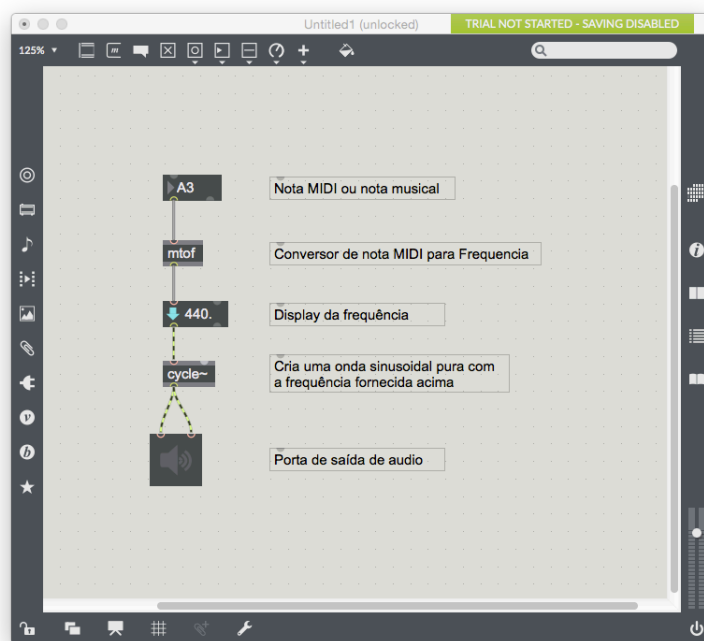 Untitled1 (unlocked)
TRIAL NOT STARTED - SAVING DISABLED
125%
A3
Nota MIDI ou nota musical
mtof
Conversor de nota MIDI para Frequencia
440.
Display da frequência
cycle~
Cria uma onda sinusoidal pura com
a frequência fornecida acima
Porta de saída de audio